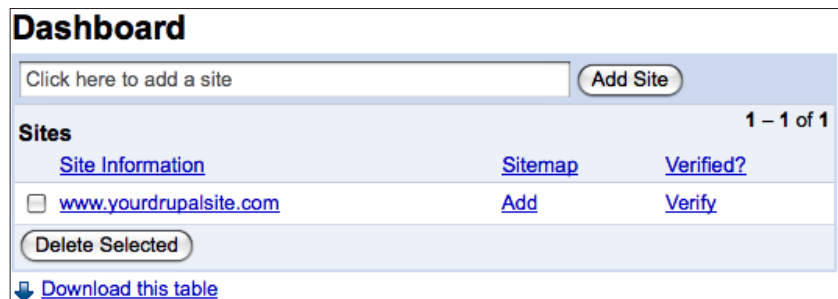 Dashboard
Click here to add a site Add Site
1 – 1 of 1
Sites
Site Information Sitemap Verified?
www.yourdrupalsite.com Add Verify
Delete Selected
Download this table